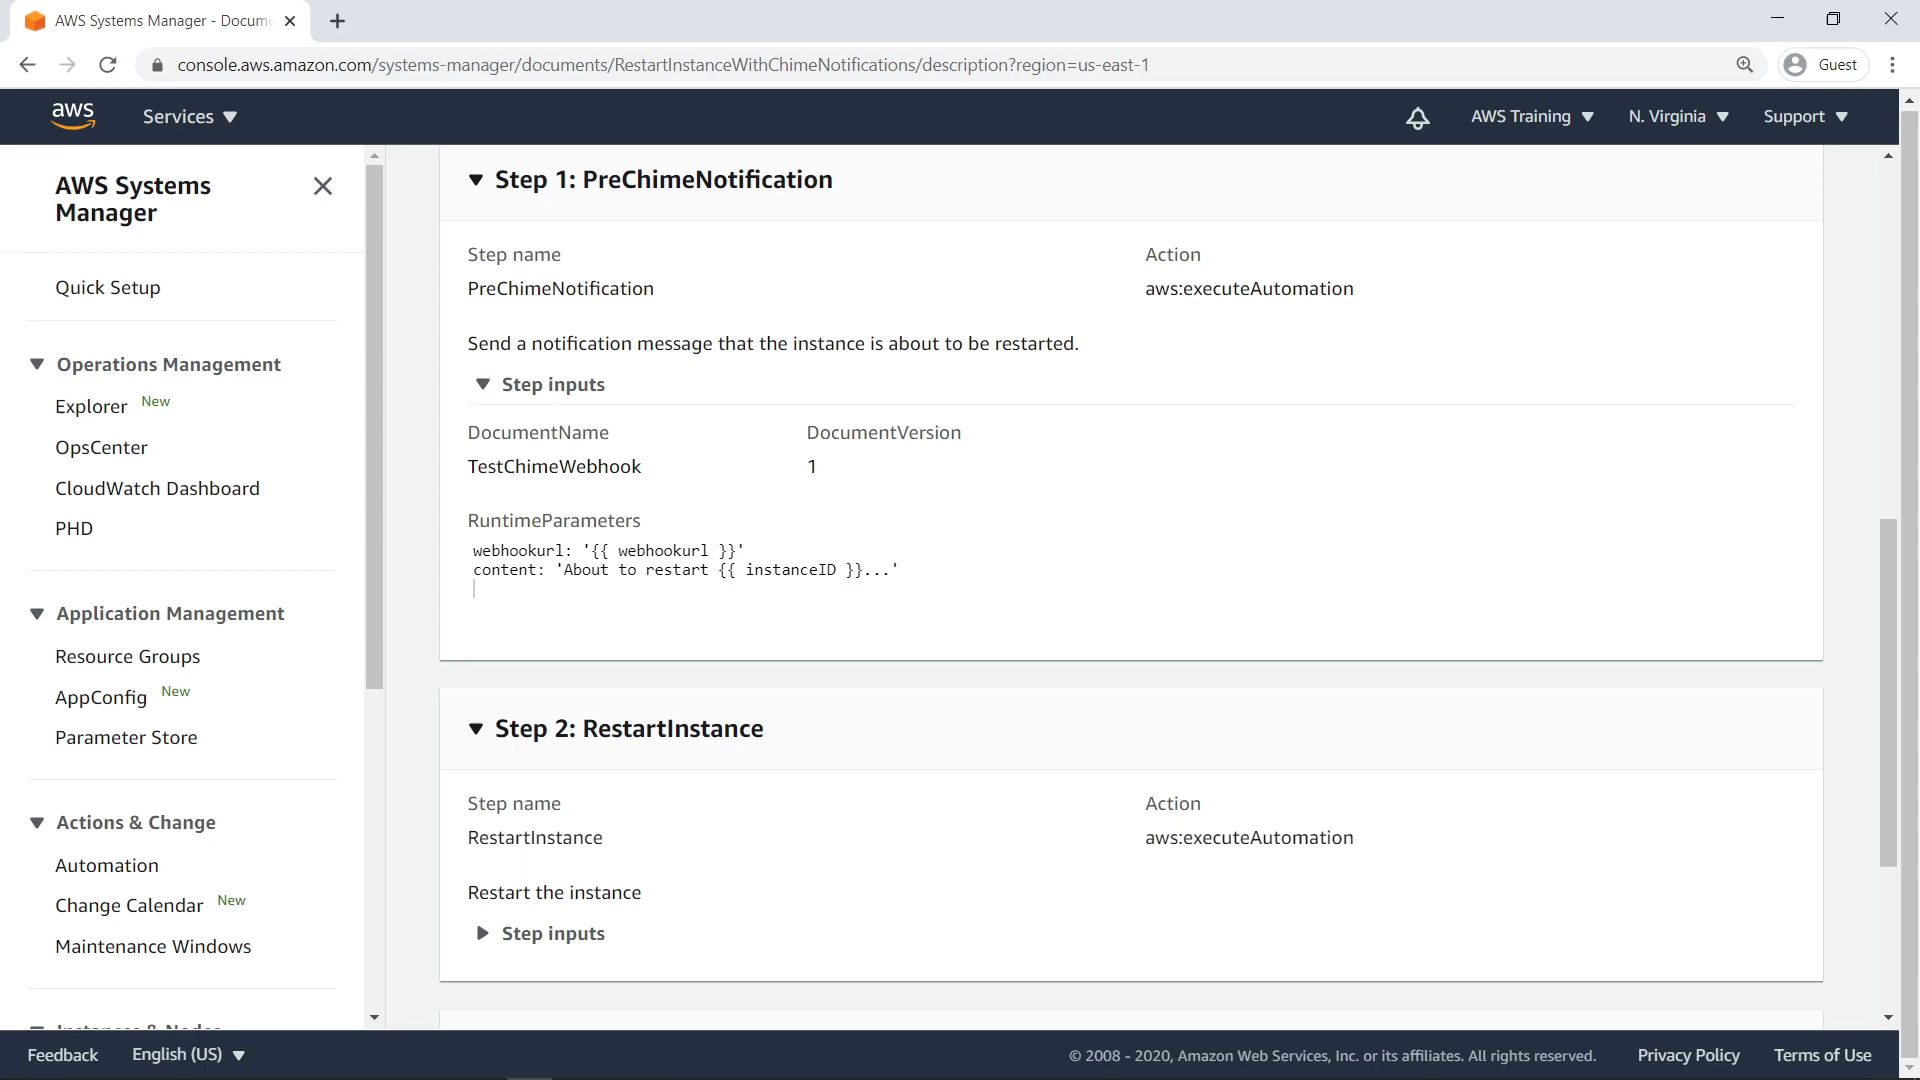 AWS Systems Manager - Docum
console.aws.amazon.com/systems-manager/documents/RestartInstanceWithChimeNotifications/description?region=us-east-1
Guest
aws
Services
AWS Training
N. Virginia
Support
AWS Systems
Manager
Quick Setup
Operations Management
Explorer New
OpsCenter
CloudWatch Dashboard
PHD
Application Management
Resource Groups
AppConfig New
Parameter Store
Actions & Change
Automation
Change Calendar New
Maintenance Windows
Instances & Nodes
Step 1: PreChimeNotification
Step name
Action
PreChimeNotification
aws:executeAutomation
Send a notification message that the instance is about to be restarted.
Step inputs
DocumentName
DocumentVersion
TestChimeWebhook
1
RuntimeParameters
webhookurl: '{{ webhookurl }}'
content: 'About to restart {{ instanceID }}...'
Step 2: RestartInstance
Step name
Action
RestartInstance
aws:executeAutomation
Restart the instance
Step inputs
Feedback
English (US)
© 2008 - 2020, Amazon Web Services, Inc. or its affiliates. All rights reserved.
Privacy Policy
Terms of Use